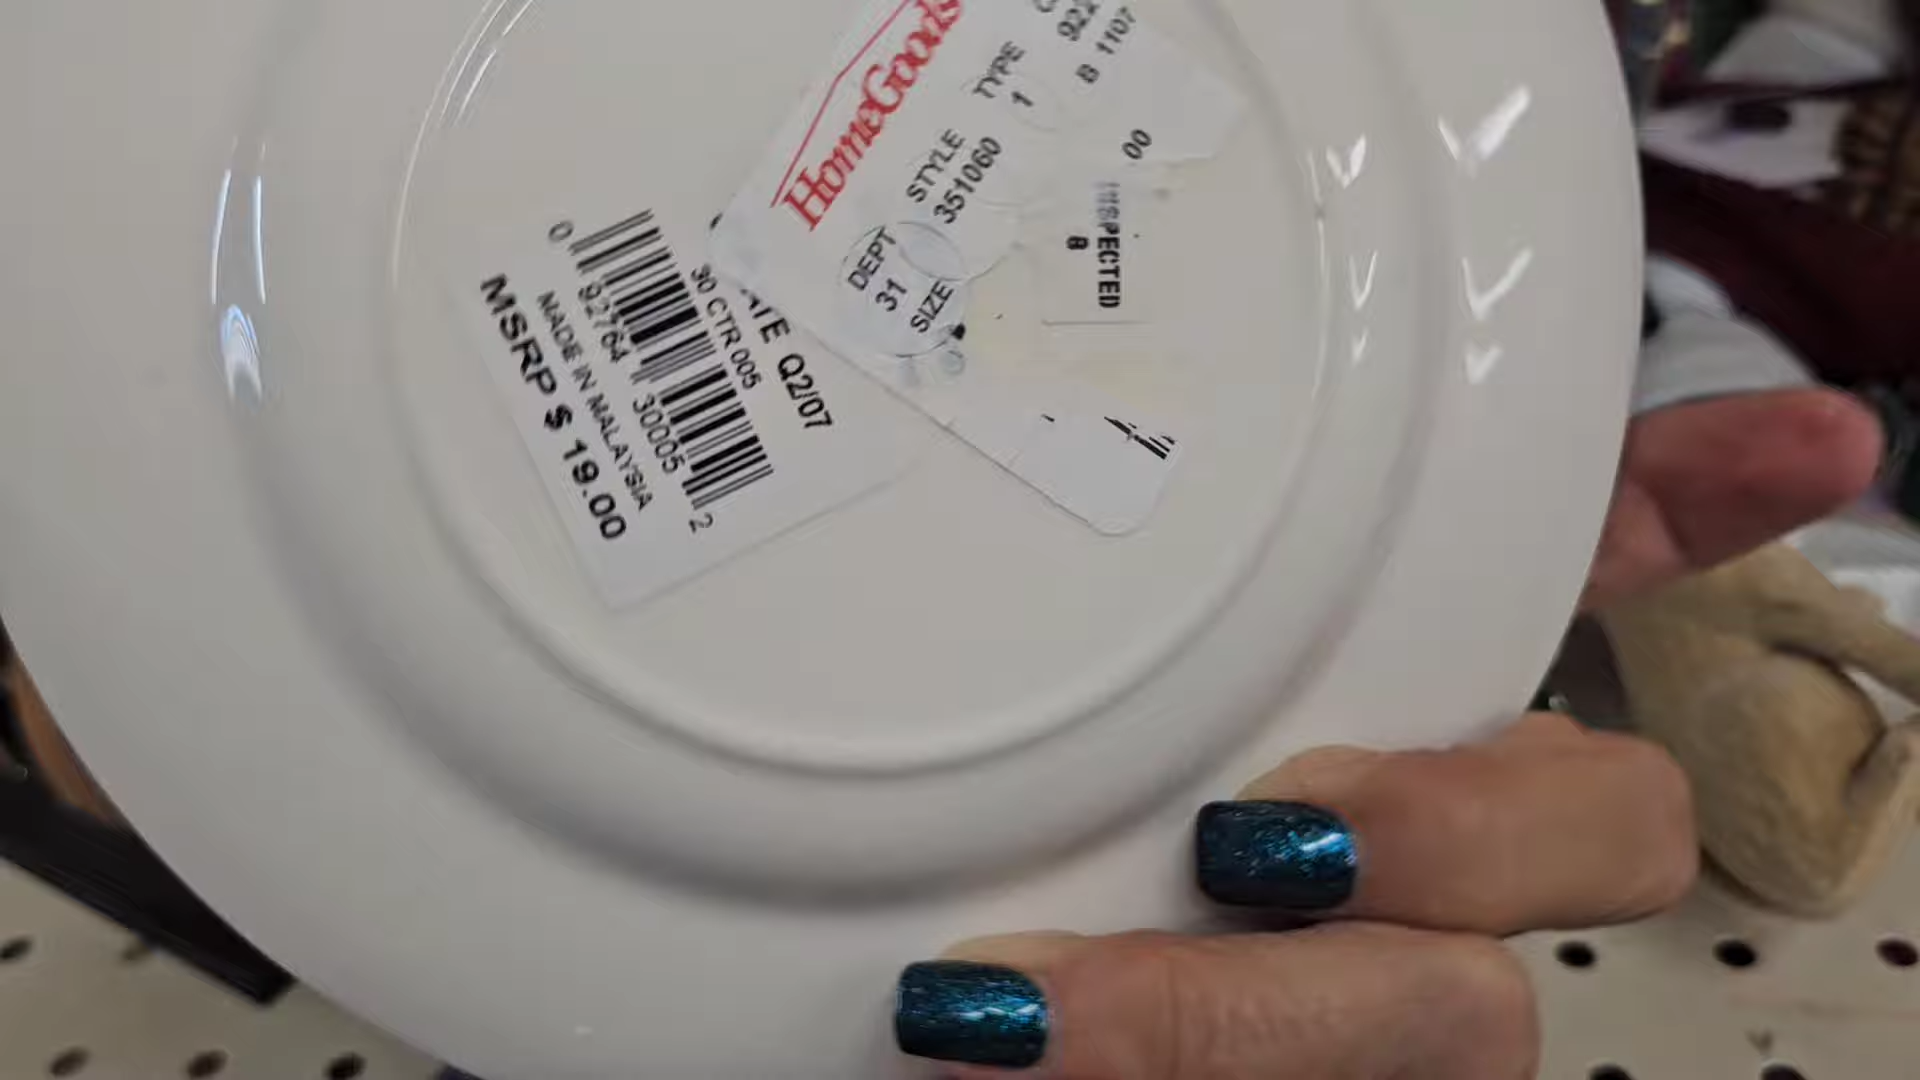 HomeGoods
DEPT STYLE TYPE
31 351060 1
SIZE
922
B 1107
00
INSPECTED
8
Q2/07
30 CTR 005
0 92764 30005 2
MADE IN MALAYSIA
MSRP $ 19.00